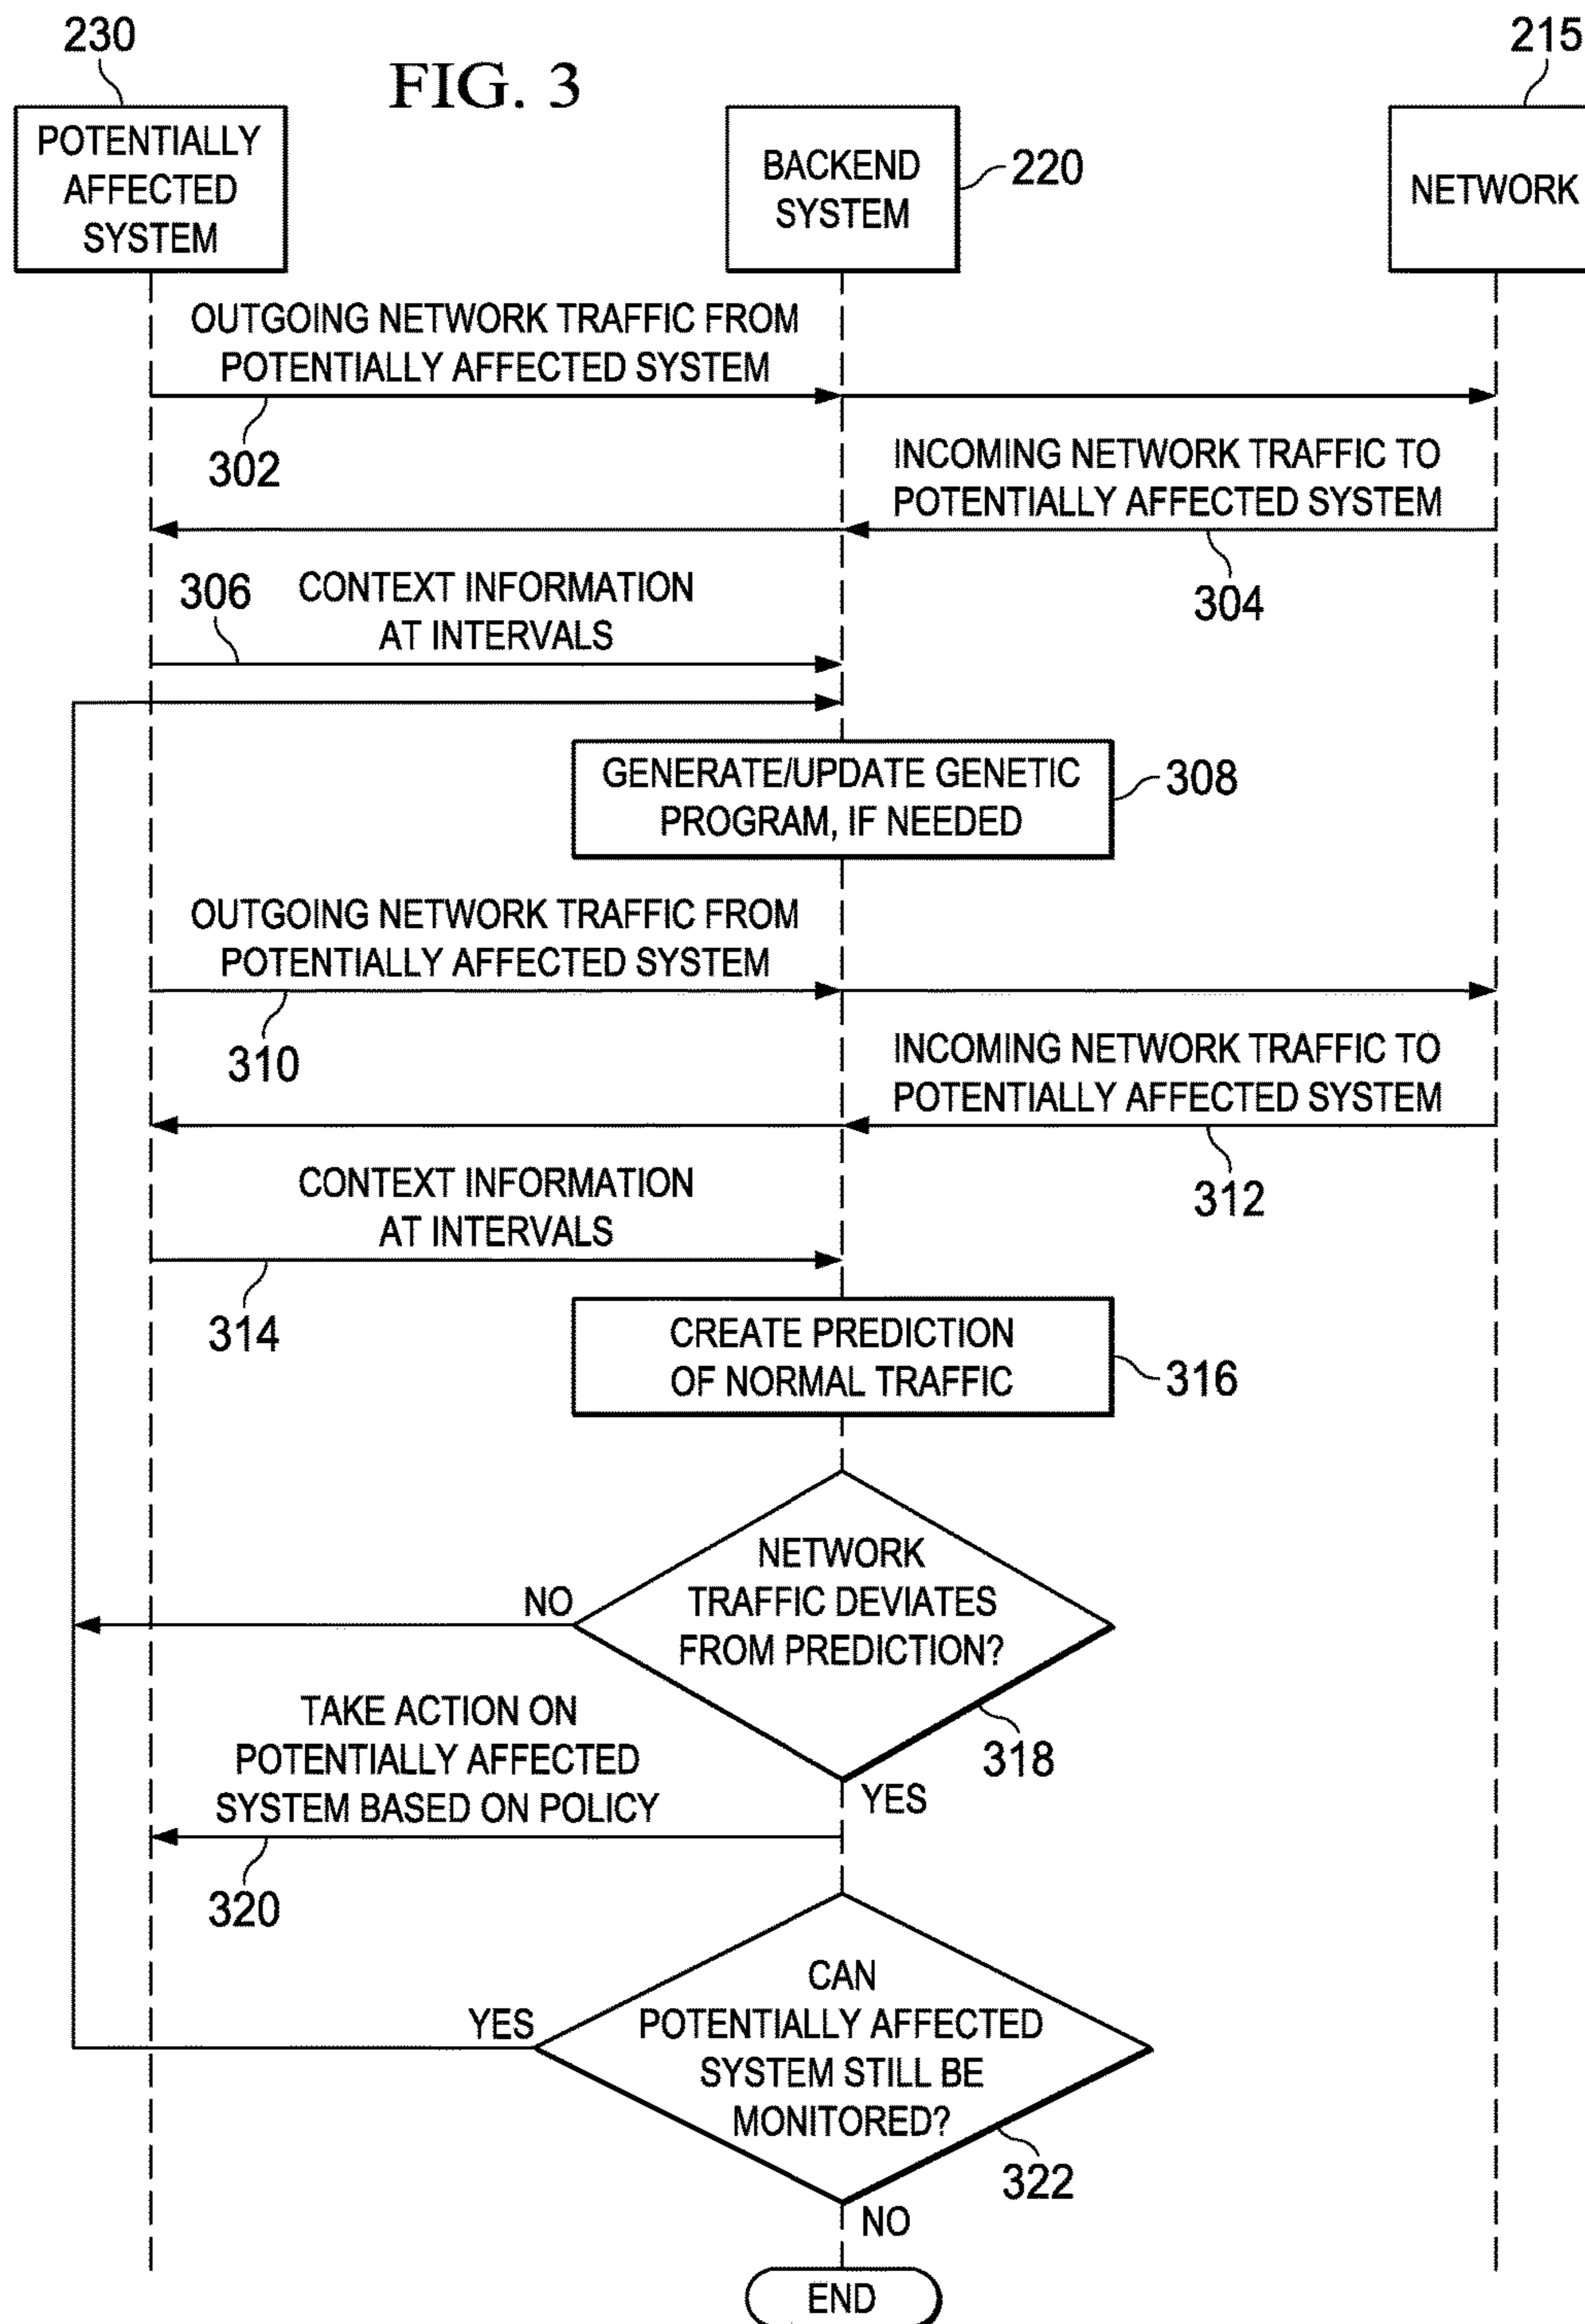 230
215
FIG. 3
POTENTIALLY
AFFECTED
SYSTEM
BACKEND
SYSTEM
220
NETWORK
OUTGOING NETWORK TRAFFIC FROM
POTENTIALLY AFFECTED SYSTEM
302
INCOMING NETWORK TRAFFIC TO
POTENTIALLY AFFECTED SYSTEM
304
306
CONTEXT INFORMATION
AT INTERVALS
GENERATE/UPDATE GENETIC
PROGRAM, IF NEEDED
308
OUTGOING NETWORK TRAFFIC FROM
POTENTIALLY AFFECTED SYSTEM
310
INCOMING NETWORK TRAFFIC TO
POTENTIALLY AFFECTED SYSTEM
312
CONTEXT INFORMATION
AT INTERVALS
314
CREATE PREDICTION
OF NORMAL TRAFFIC
316
NETWORK
TRAFFIC DEVIATES
FROM PREDICTION?
NO
318
YES
TAKE ACTION ON
POTENTIALLY AFFECTED
SYSTEM BASED ON POLICY
320
CAN
POTENTIALLY AFFECTED
SYSTEM STILL BE
MONITORED?
YES
322
NO
END